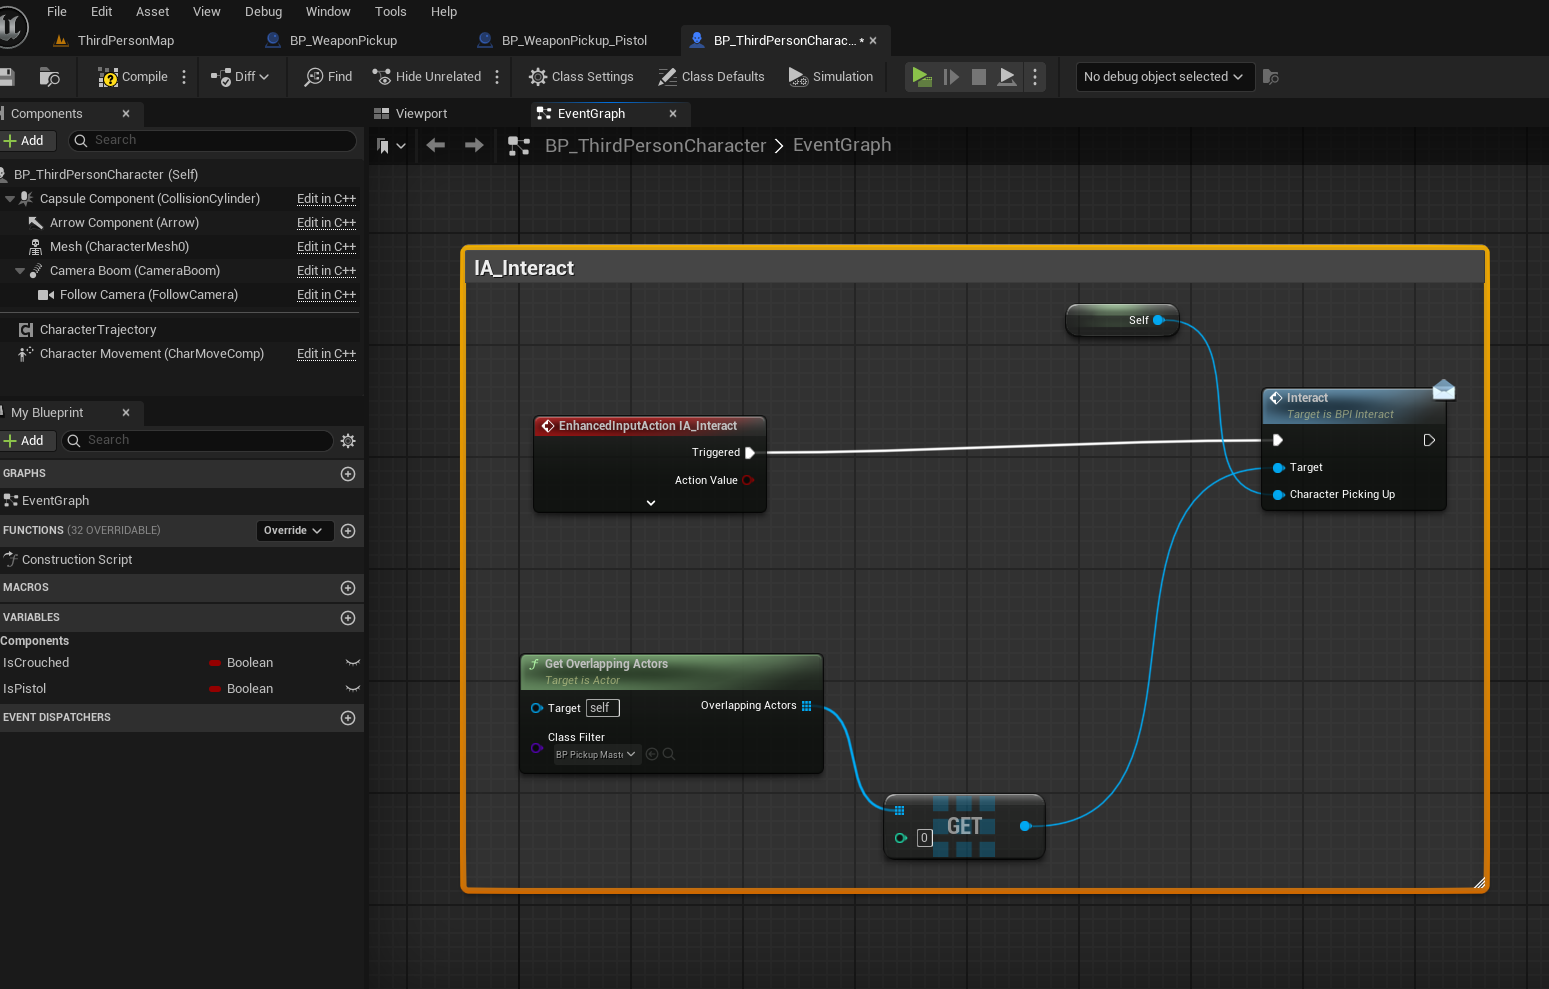 File Edit Asset View Debug Window Tools Help
ThirdPersonMap BP_WeaponPickup BP_WeaponPickup_Pistol BP_ThirdPersonCharac... •
Compile Diff Find Hide Unrelated Class Settings Class Defaults Simulation No debug object selected
Components
Viewport
EventGraph
Add
Search
BP_ThirdPersonCharacter > EventGraph
BP_ThirdPersonCharacter (Self)
Capsule Component (CollisionCylinder) Edit in C++
Arrow Component (Arrow) Edit in C++
Mesh (CharacterMesh0) Edit in C++
Camera Boom (CameraBoom) Edit in C++
Follow Camera (FollowCamera) Edit in C++
CharacterTrajectory
Character Movement (CharMoveComp) Edit in C++
My Blueprint
Add
Search
GRAPHS
EventGraph
FUNCTIONS (32 OVERRIDABLE) Override
Construction Script
MACROS
VARIABLES
Components
IsCrouched Boolean
IsPistol Boolean
EVENT DISPATCHERS
IA_Interact
Self
Interact
Target is BPI Interact
Target
Character Picking Up
EnhancedInputAction IA_Interact
Triggered
Action Value
Get Overlapping Actors
Target is Actor
Target self Overlapping Actors
Class Filter
BP Pickup Mast
GET
0